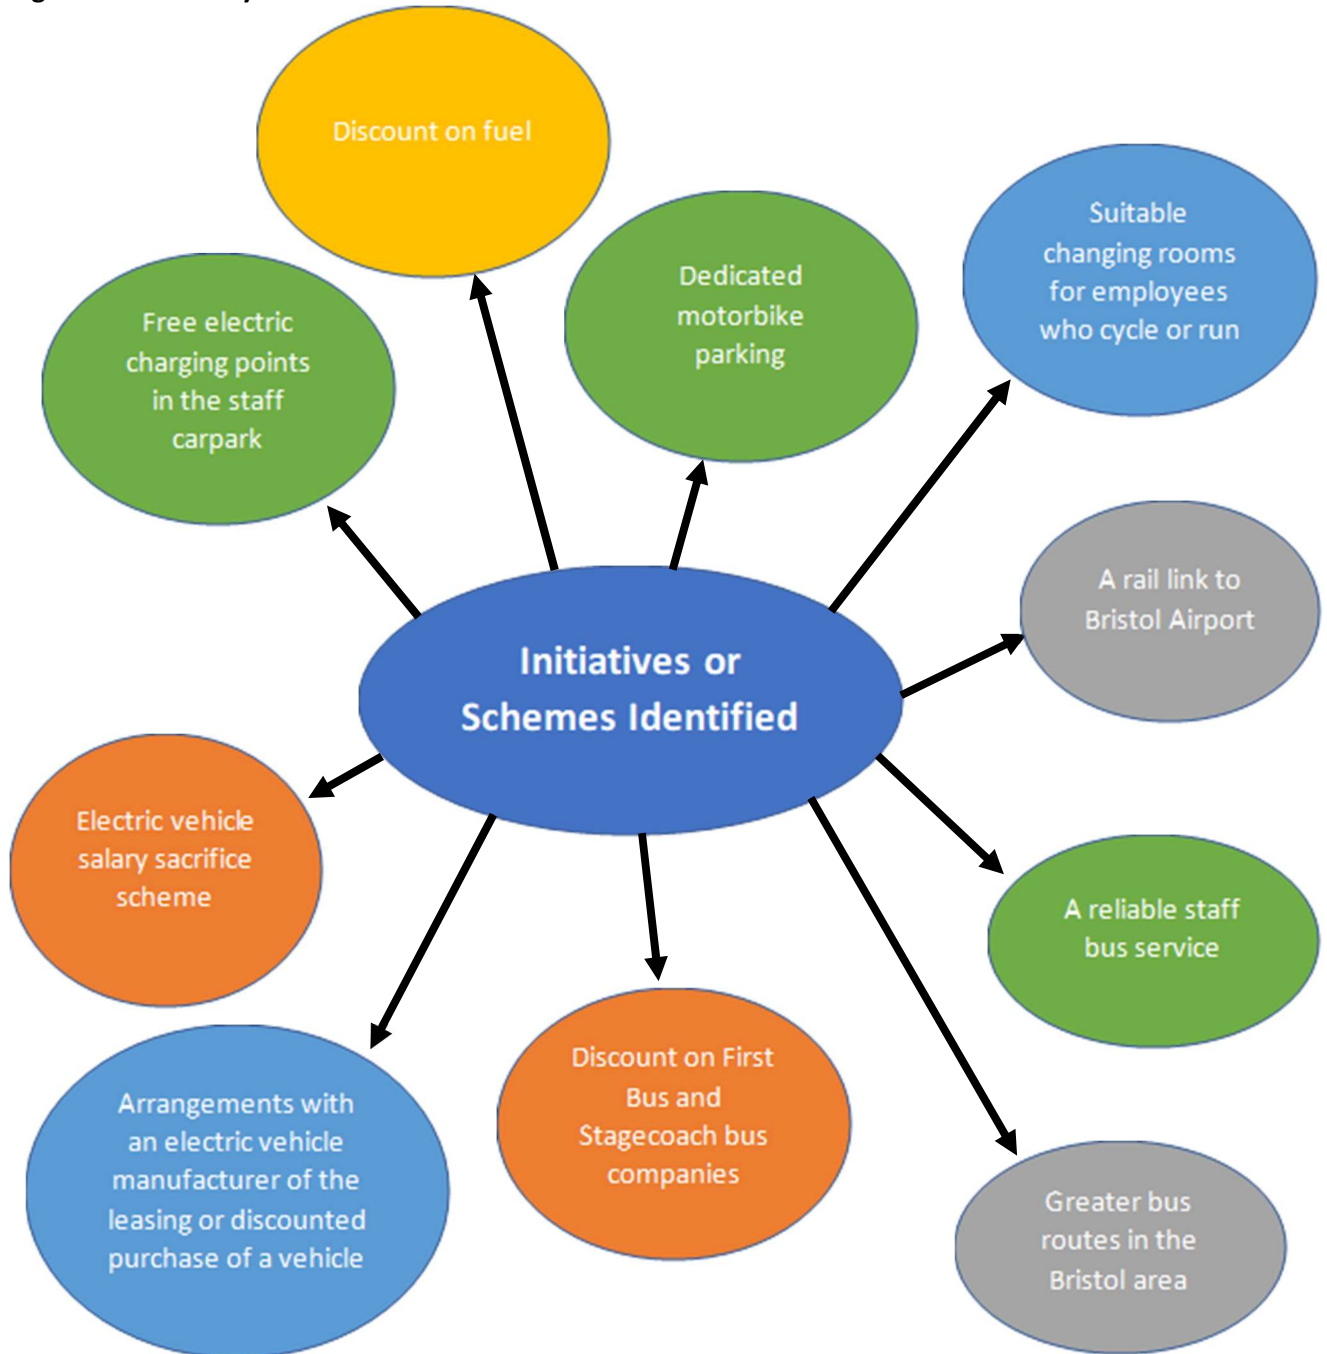 Discount on fuel
Suitable
changing rooms
for employees
who cycle or run
Dedicated
motorbike
parking
Free electric
charging points
in the staff
carpark
A rail link to
Bristol Airport
Initiatives or
Schemes Identified
Electric vehicle
salary sacrifice
scheme
A reliable staff
bus service
Discount on First
Bus and
Stagecoach bus
companies
Arrangements with
an electric vehicle
manufacturer of the
leasing or discounted
purchase of a vehicle
Greater bus
routes in the
Bristol area